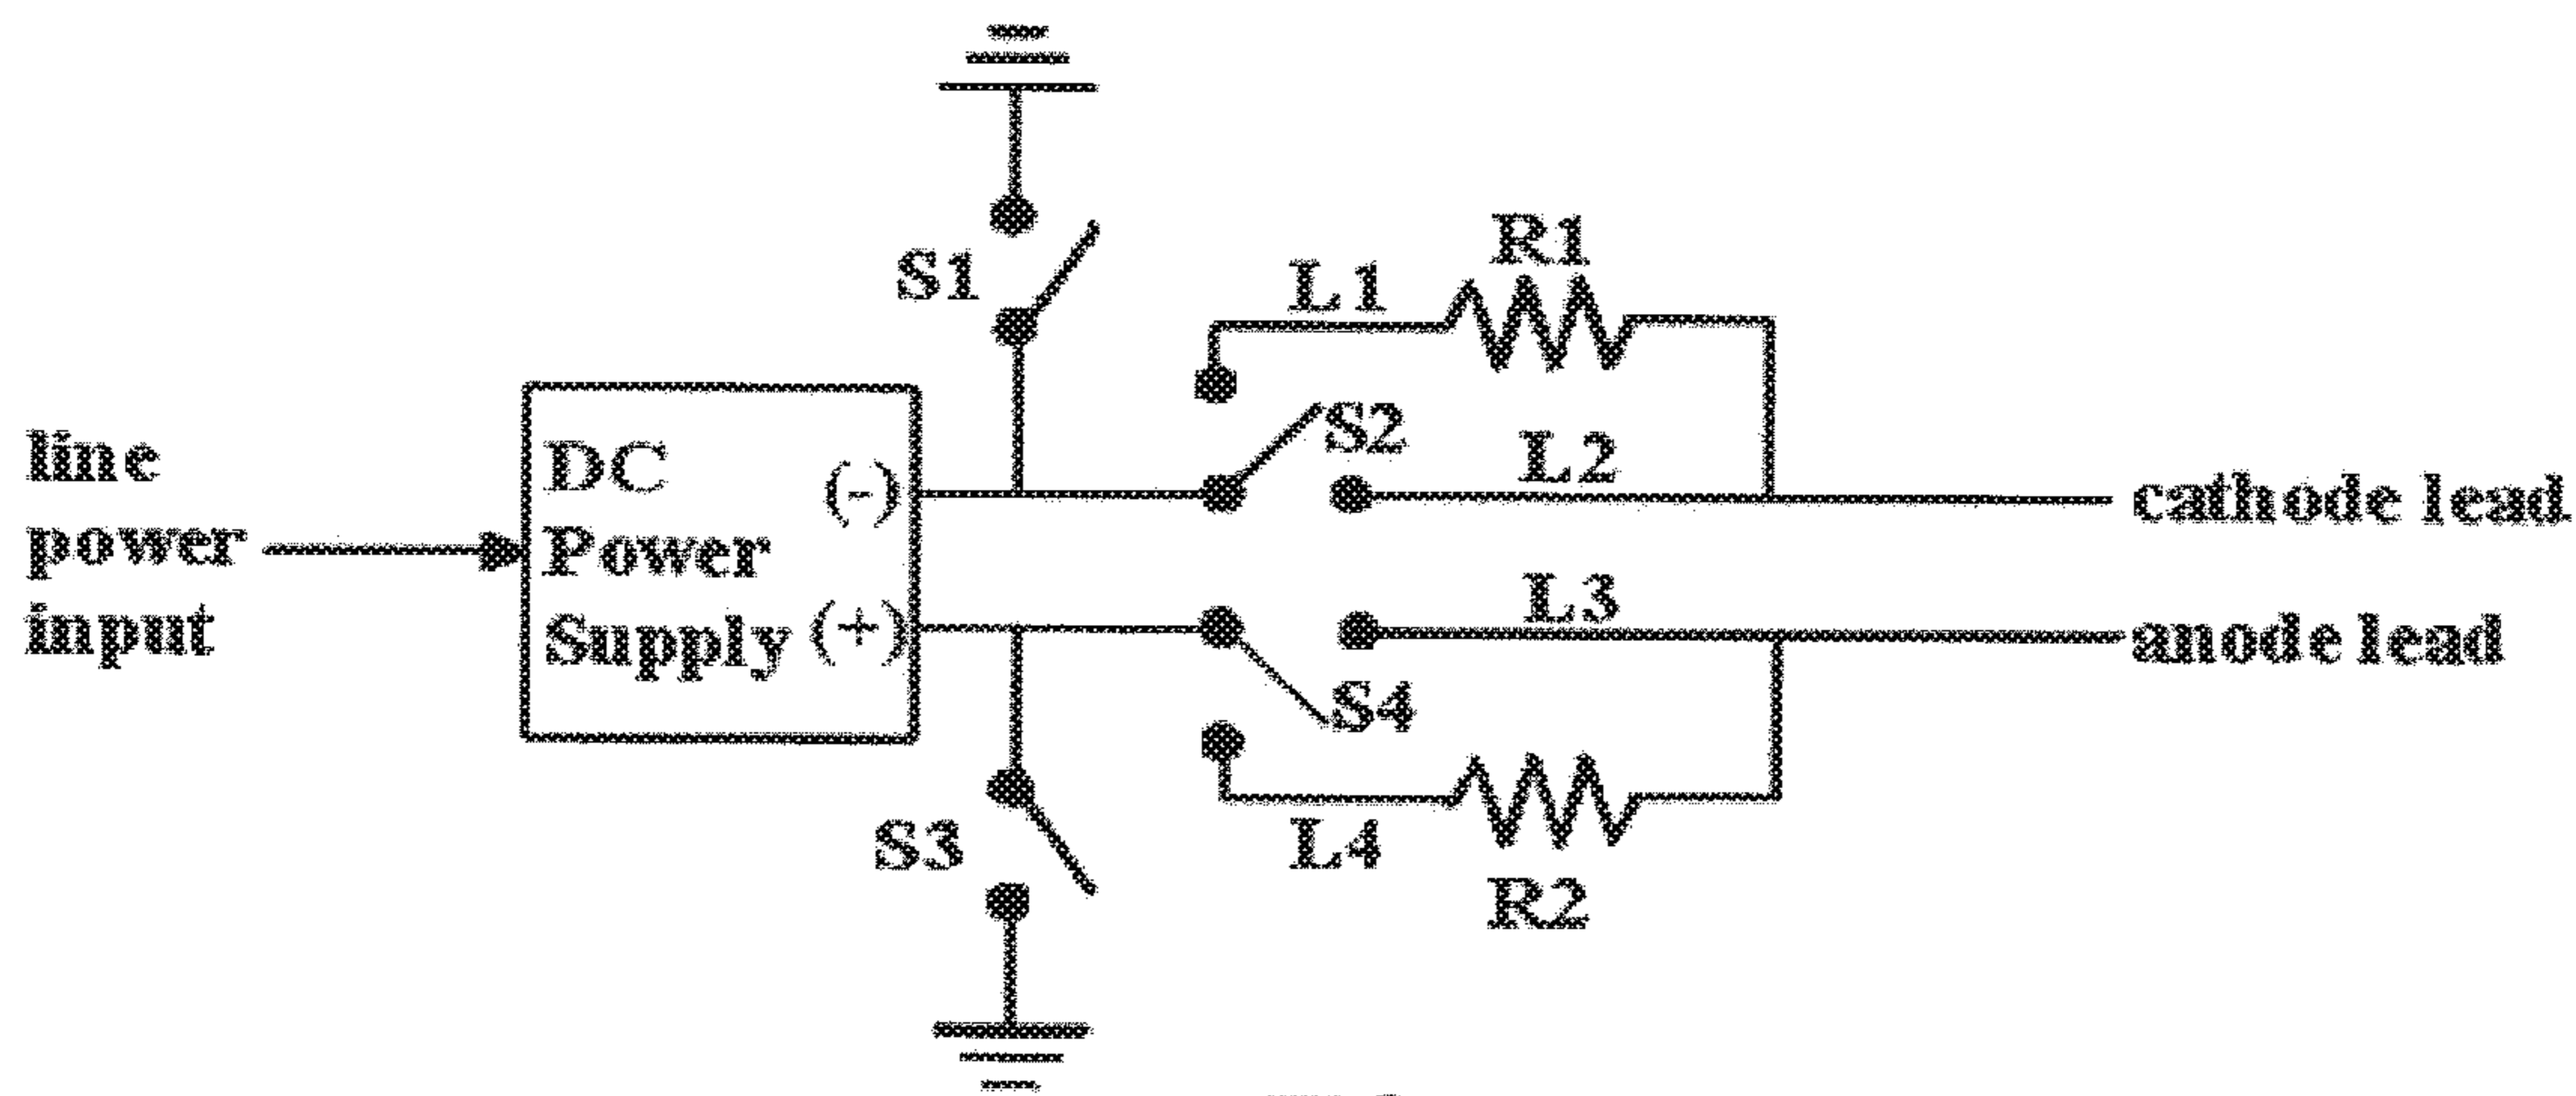 R1
L1
S1
S2
L2
line
power
input
DC
Power
Supply
(-)
(+)
cathode lead
L3
anode lead
S4
S3
L4
R2